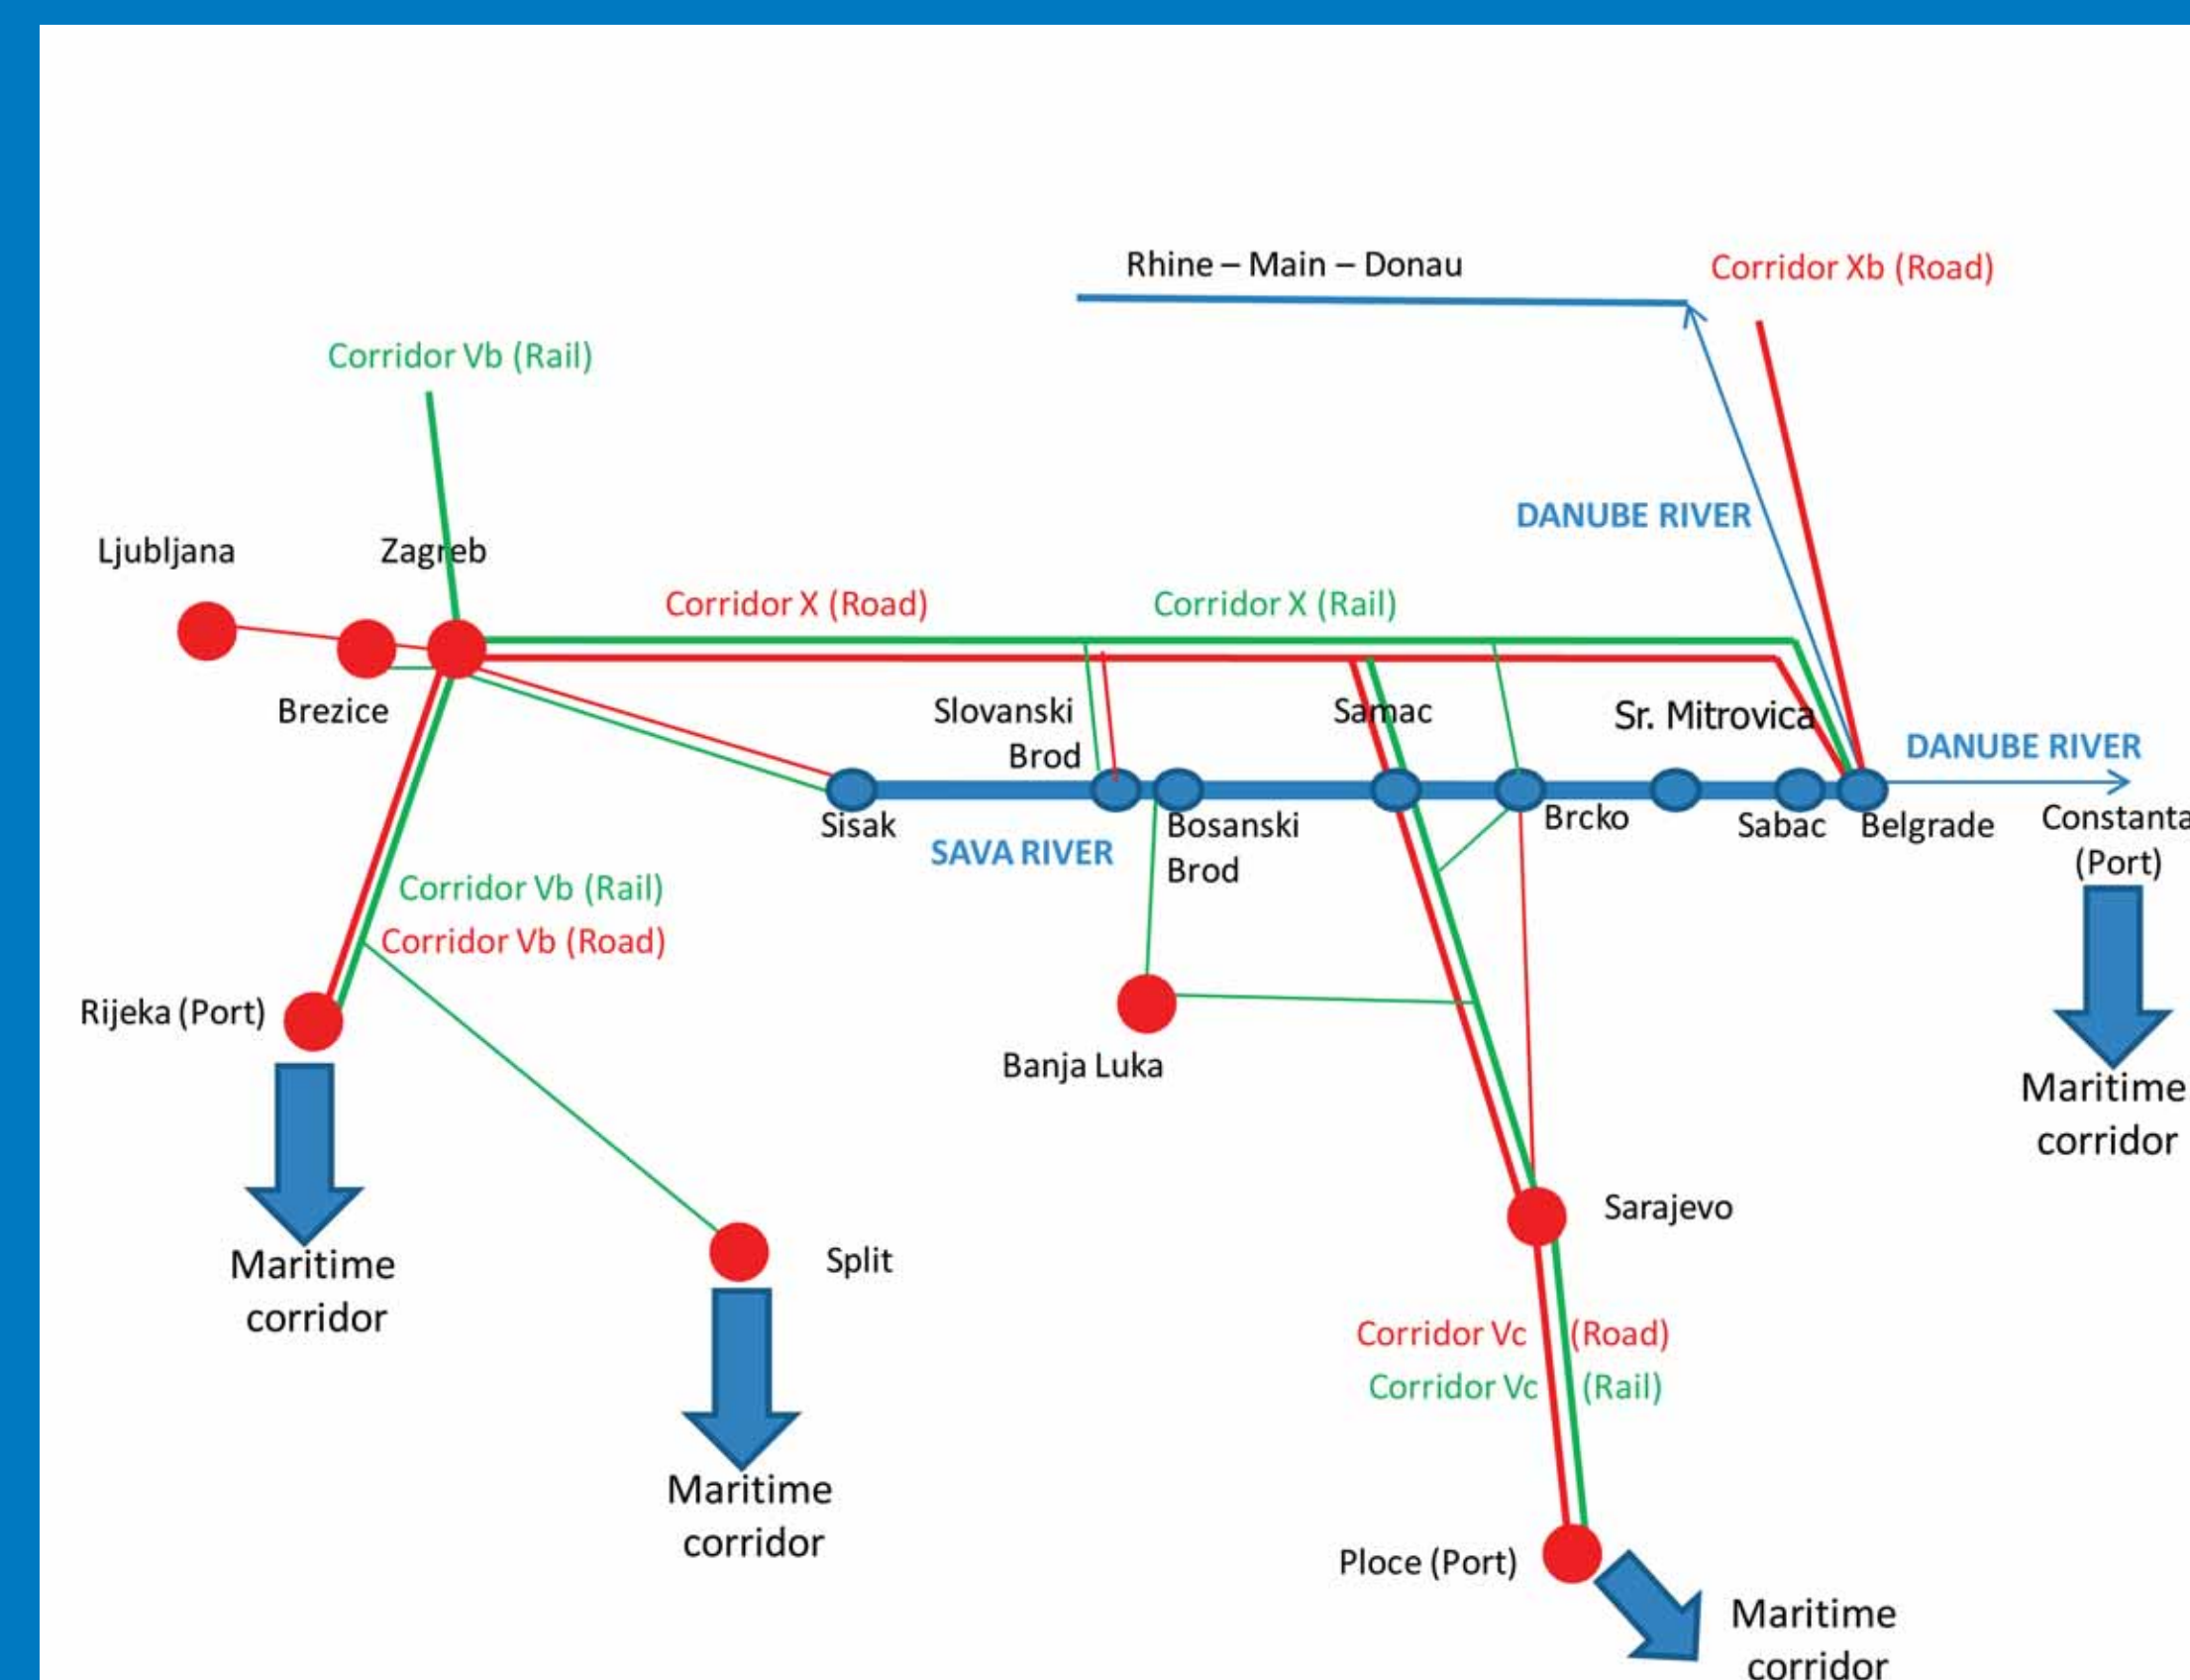 Rhine – Main – Donau
Corridor Xb (Road)
Corridor Vb (Rail)
DANUBE RIVER
Ljubljana
Zagreb
Corridor X (Road)
Corridor X (Rail)
Brezice
Slovanski
Brod
Samac
Sr. Mitrovica
DANUBE RIVER
Sisak
SAVA RIVER
Bosanski
Brod
Brcko
Sabac
Belgrade
Constanta
(Port)
Corridor Vb (Rail)
Corridor Vb (Road)
Rijeka (Port)
Banja Luka
Maritime
corridor
Sarajevo
Maritime
corridor
Split
Corridor Vc (Road)
Corridor Vc (Rail)
Maritime
corridor
Ploce (Port)
Maritime
corridor